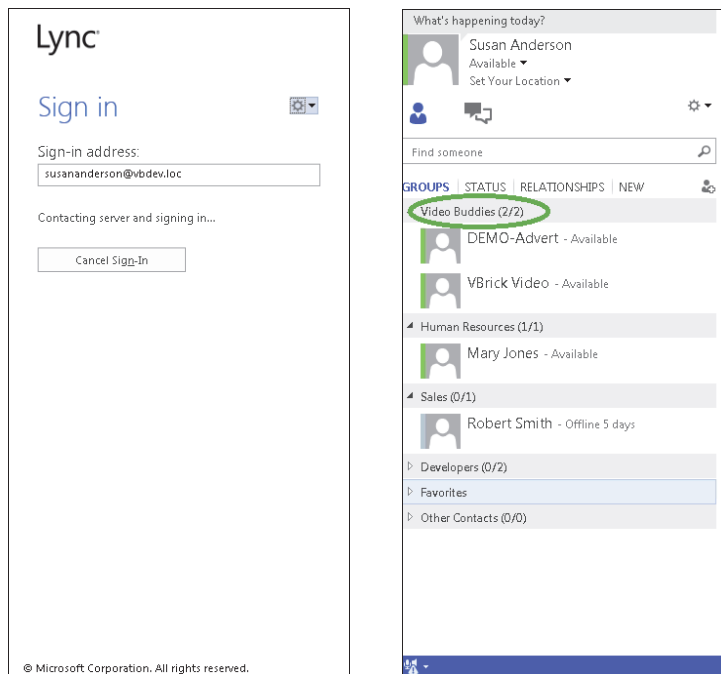 Lync
Sign in
Sign-in address:
susananderson@vbdev.loc
Contacting server and signing in...
Cancel Sign-In
© Microsoft Corporation. All rights reserved.
What's happening today?
Susan Anderson
Available
Set Your Location
Find someone
GROUPS STATUS RELATIONSHIPS NEW
Video Buddies (2/2)
DEMO-Advert - Available
VBrick Video - Available
Human Resources (1/1)
Mary Jones - Available
Sales (0/1)
Robert Smith - Offline 5 days
Developers (0/2)
Favorites
Other Contacts (0/0)